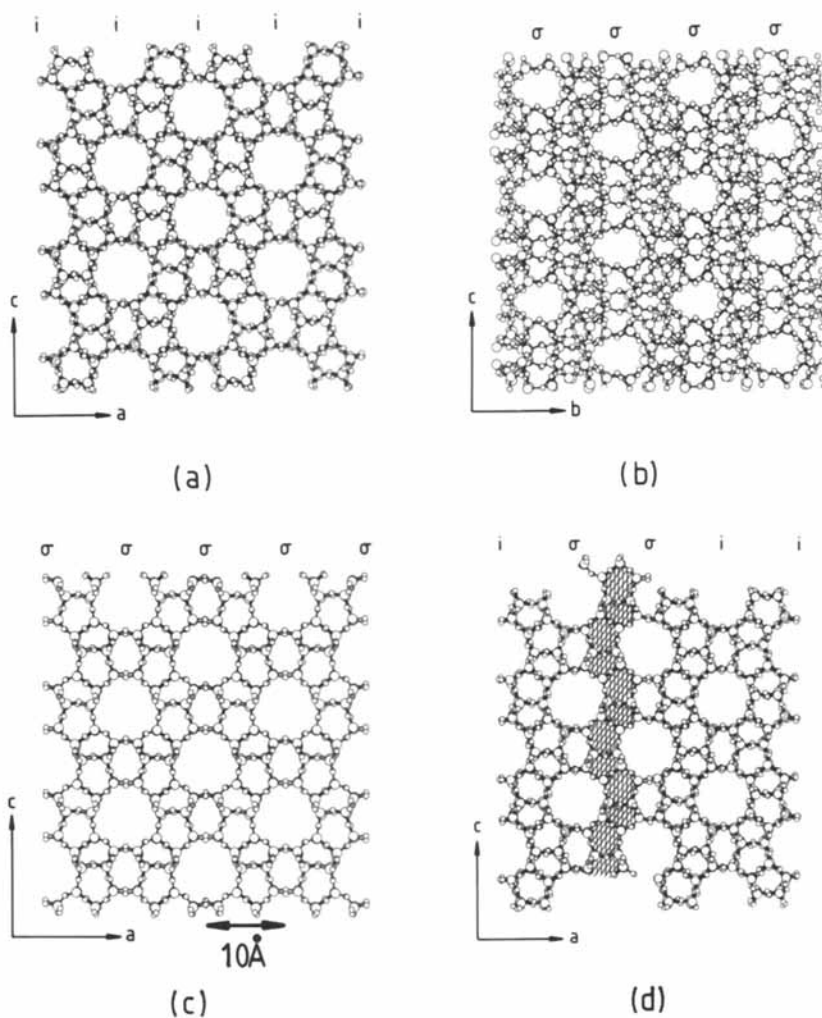 i i i i i
c
a
(a)
σ σ σ σ
c
b
(b)
σ σ σ σ σ
c
a
10Å
(c)
i σ σ i i
c
a
(d)